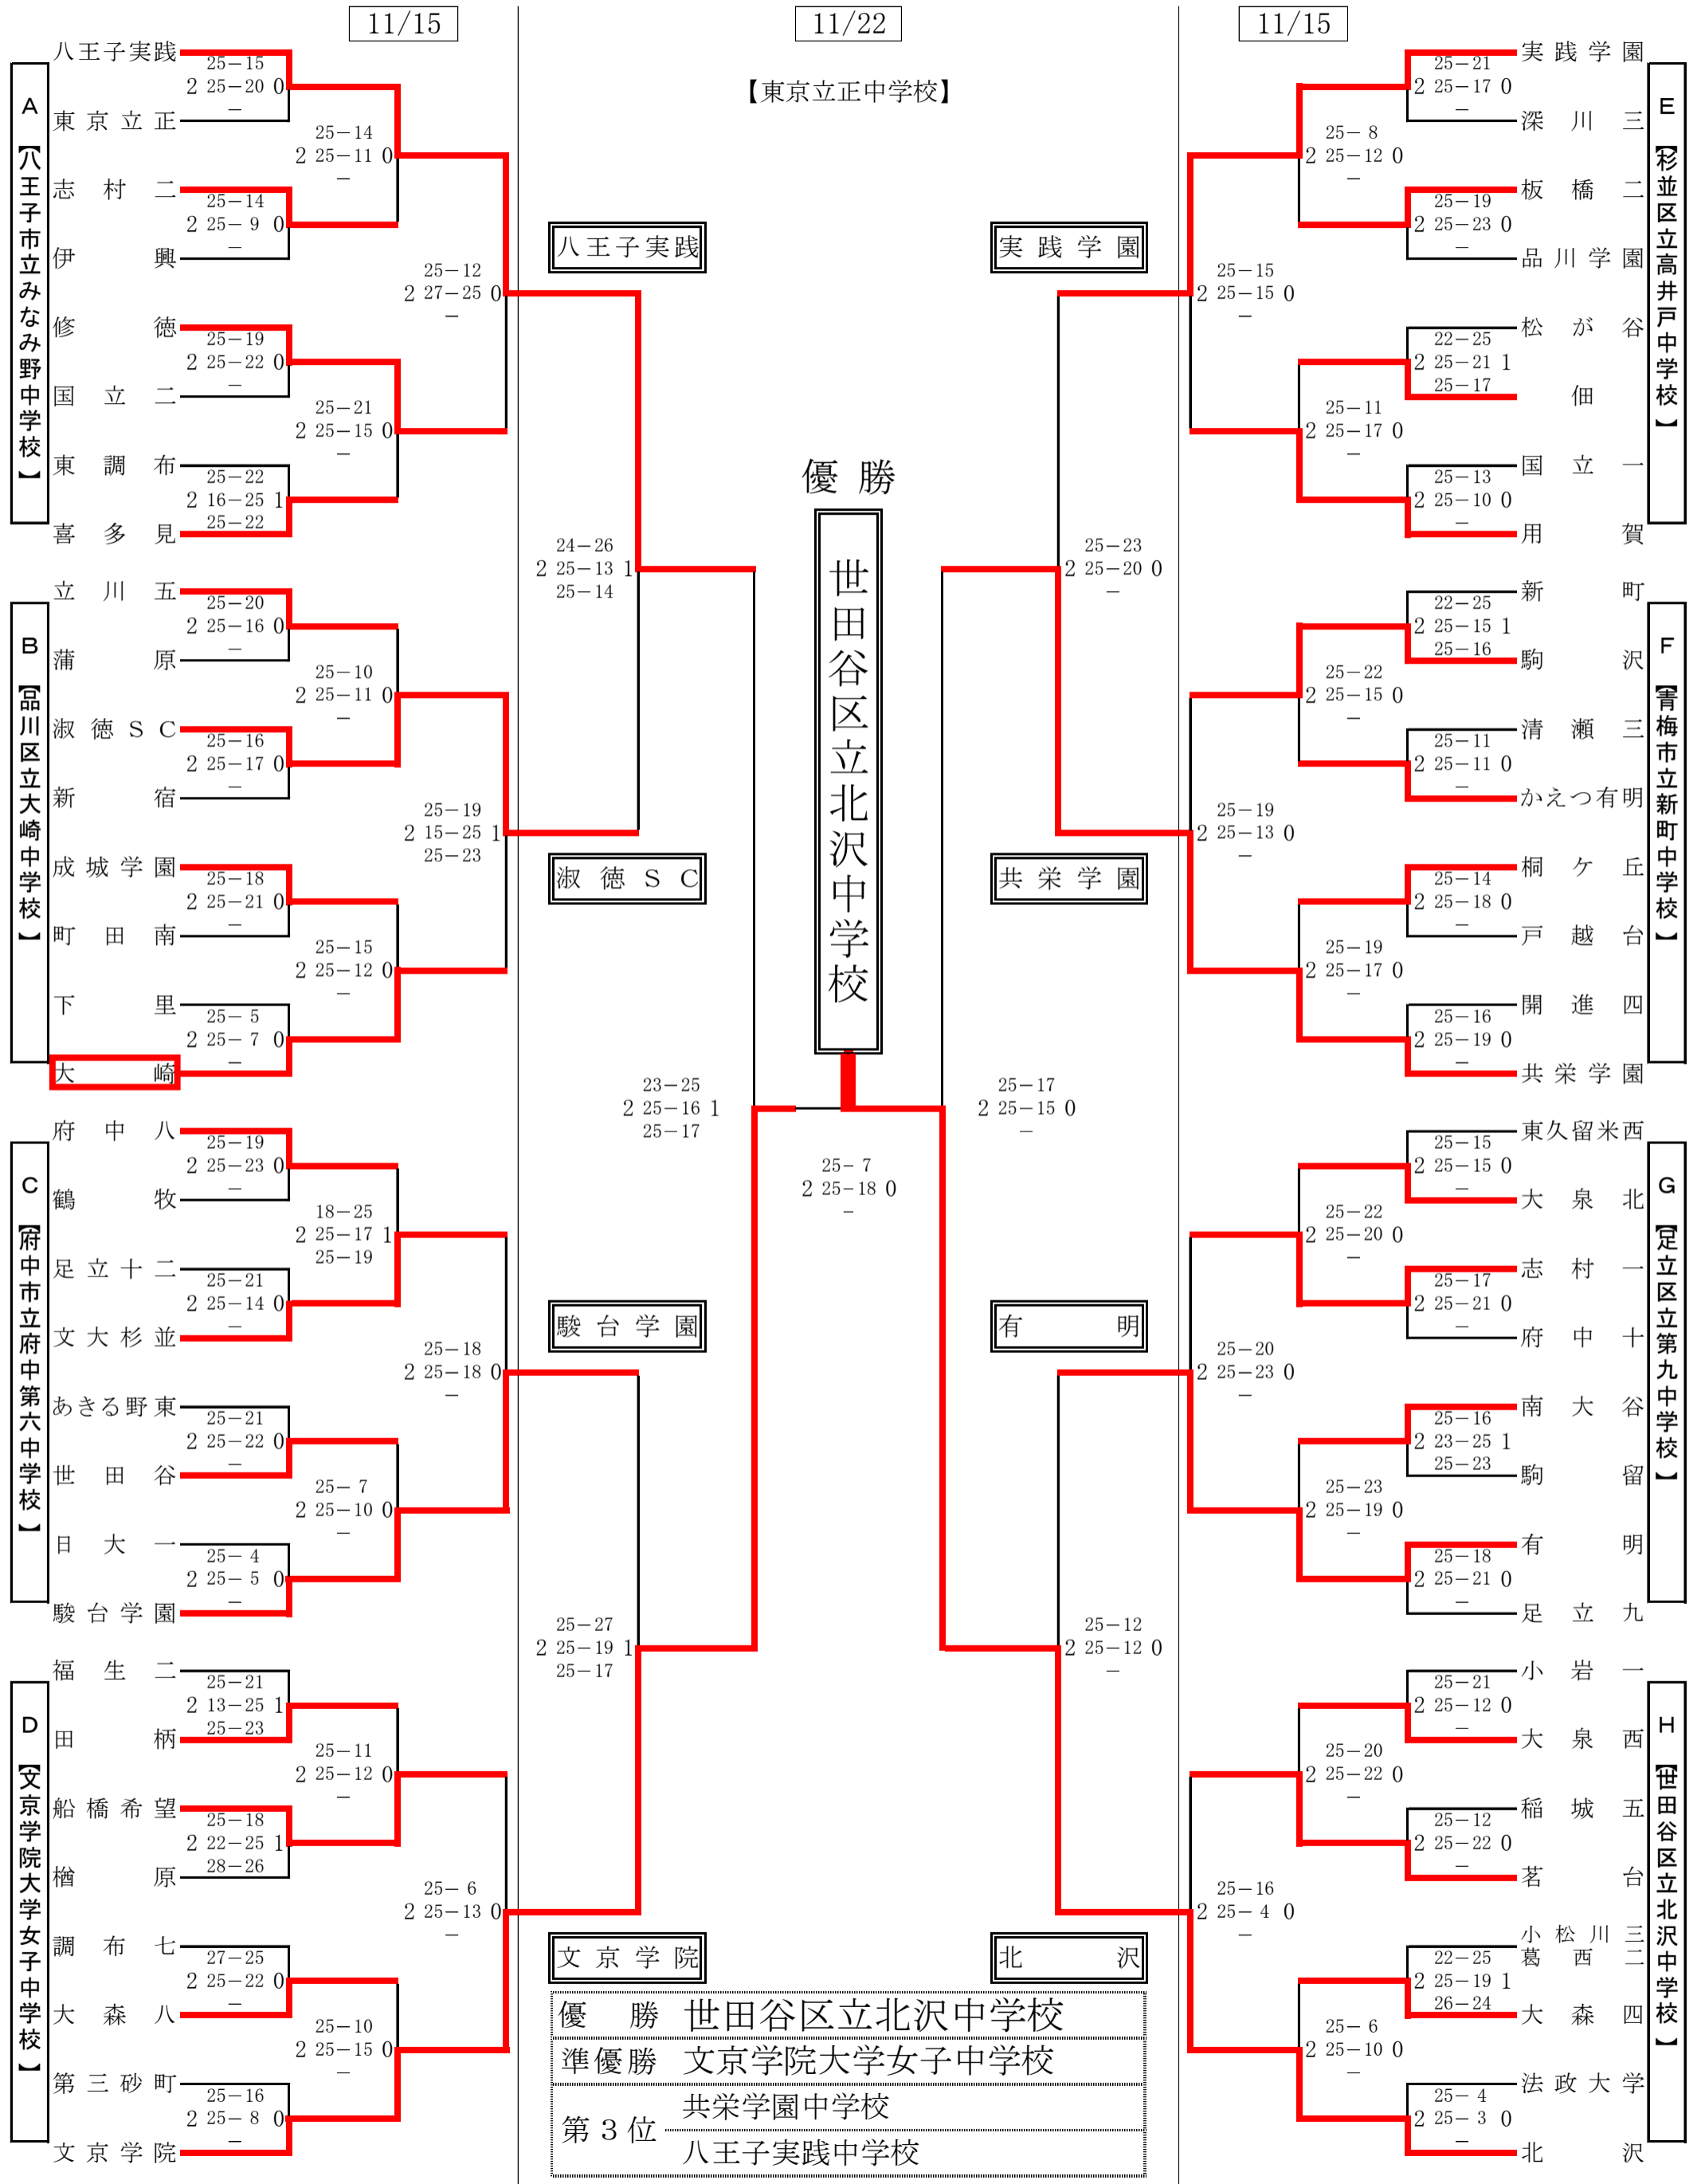 11/15
11/22
11/15
【東京立正中学校】
A 【八王子市立みなみ野中学校】
八王子実践
25－15
2 25－20 0
－
東京立正
25－14
2 25－11 0
－
志村二
25－14
2 25－ 9 0
－
伊興
25－12
2 27－25 0
－
修徳
25－19
2 25－22 0
－
国立二
25－21
2 25－15 0
－
東調布
25－22
2 16－25 1
25－22
喜多見
B 【品川区立大崎中学校】
立川五
25－20
2 25－16 0
－
蒲原
25－10
2 25－11 0
－
淑徳ＳＣ
25－16
2 25－17 0
－
新宿
25－19
2 15－25 1
25－23
成城学園
25－18
2 25－21 0
－
町田南
25－15
2 25－12 0
－
下里
25－ 5
2 25－ 7 0
－
大崎
C 【府中市立府中第六中学校】
府中八
25－19
2 25－23 0
－
鶴牧
18－25
2 25－17 1
25－19
足立十二
25－21
2 25－14 0
－
文大杉並
25－18
2 25－18 0
－
あきる野東
25－21
2 25－22 0
－
世田谷
25－ 7
2 25－10 0
－
日大一
25－ 4
2 25－ 5 0
－
駿台学園
D 【文京学院大学女子中学校】
福生二
25－21
2 13－25 1
25－23
田柄
25－11
2 25－12 0
－
船橋希望
25－18
2 22－25 1
28－26
楢原
25－ 6
2 25－13 0
－
調布七
27－25
2 25－22 0
－
大森八
25－10
2 25－15 0
－
第三砂町
25－16
2 25－ 8 0
－
文京学院
八王子実践
24－26
2 25－13 1
25－14
淑徳ＳＣ
23－25
2 25－16 1
25－17
駿台学園
25－27
2 25－19 1
25－17
文京学院
優勝
世田谷区立北沢中学校
25－ 7
2 25－18 0
－
実践学園
25－23
2 25－20 0
－
共栄学園
25－17
2 25－15 0
－
有明
25－12
2 25－12 0
－
北沢
E 【杉並区立高井戸中学校】
実践学園
25－21
2 25－17 0
－
深川三
25－ 8
2 25－12 0
－
板橋二
25－19
2 25－23 0
－
品川学園
25－15
2 25－15 0
－
松が谷
22－25
2 25－21 1
25－17
佃
25－11
2 25－17 0
－
国立一
25－13
2 25－10 0
－
用賀
F 【青梅市立新町中学校】
新町
22－25
2 25－15 1
25－16
駒沢
25－22
2 25－15 0
－
清瀬三
25－11
2 25－11 0
－
かえつ有明
25－19
2 25－13 0
－
桐ケ丘
25－14
2 25－18 0
－
戸越台
25－19
2 25－17 0
－
開進四
25－16
2 25－19 0
－
共栄学園
G 【足立区立第九中学校】
東久留米西
25－15
2 25－15 0
－
大泉北
25－22
2 25－20 0
－
志村一
25－17
2 25－21 0
－
府中十
25－20
2 25－23 0
－
南大谷
25－16
2 23－25 1
25－23
駒留
25－23
2 25－19 0
－
有明
25－18
2 25－21 0
－
足立九
H 【世田谷区立北沢中学校】
小岩一
25－21
2 25－12 0
－
大泉西
25－20
2 25－22 0
－
稲城五
25－12
2 25－22 0
－
茗台
25－16
2 25－ 4 0
－
小松川三
葛西二
22－25
2 25－19 1
26－24
大森四
25－ 6
2 25－10 0
－
法政大学
25－ 4
2 25－ 3 0
－
北沢
優勝 世田谷区立北沢中学校
準優勝 文京学院大学女子中学校
第３位
共栄学園中学校
八王子実践中学校